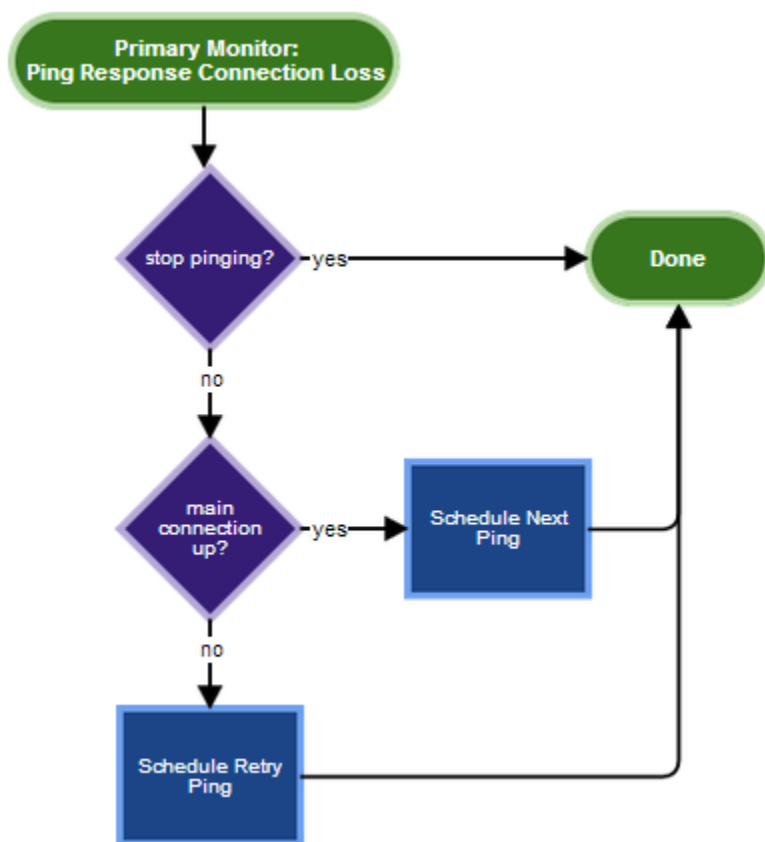 Primary Monitor:
Ping Response Connection Loss
stop pinging?
yes
Done
no
main
connection
up?
yes
Schedule Next
Ping
no
Schedule Retry
Ping